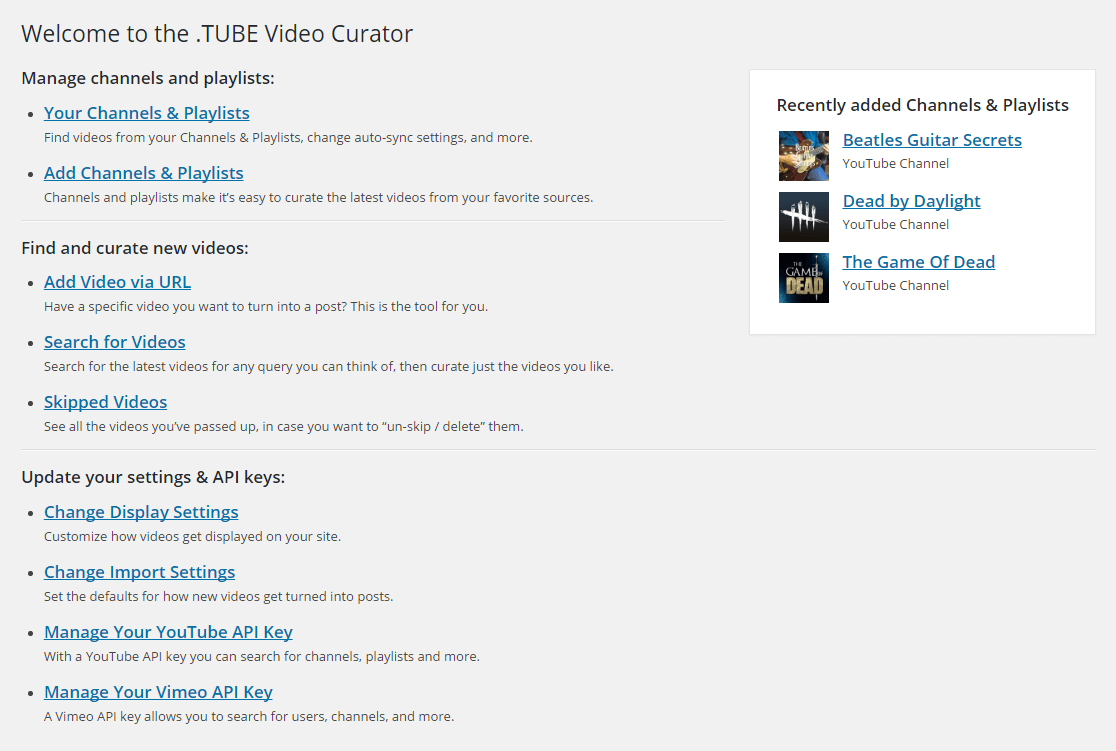 Welcome to the .TUBE Video Curator
Manage channels and playlists:
Your Channels & Playlists
Find videos from your Channels & Playlists, change auto-sync settings, and more.
Add Channels & Playlists
Channels and playlists make it’s easy to curate the latest videos from your favorite sources.
Find and curate new videos:
Add Video via URL
Have a specific video you want to turn into a post? This is the tool for you.
Search for Videos
Search for the latest videos for any query you can think of, then curate just the videos you like.
Skipped Videos
See all the videos you’ve passed up, in case you want to “un-skip / delete” them.
Update your settings & API keys:
Change Display Settings
Customize how videos get displayed on your site.
Change Import Settings
Set the defaults for how new videos get turned into posts.
Manage Your YouTube API Key
With a YouTube API key you can search for channels, playlists and more.
Manage Your Vimeo API Key
A Vimeo API key allows you to search for users, channels, and more.
Recently added Channels & Playlists
Beatles Guitar Secrets
YouTube Channel
Dead by Daylight
YouTube Channel
THE
GAME OF
DEAD
The Game Of Dead
YouTube Channel